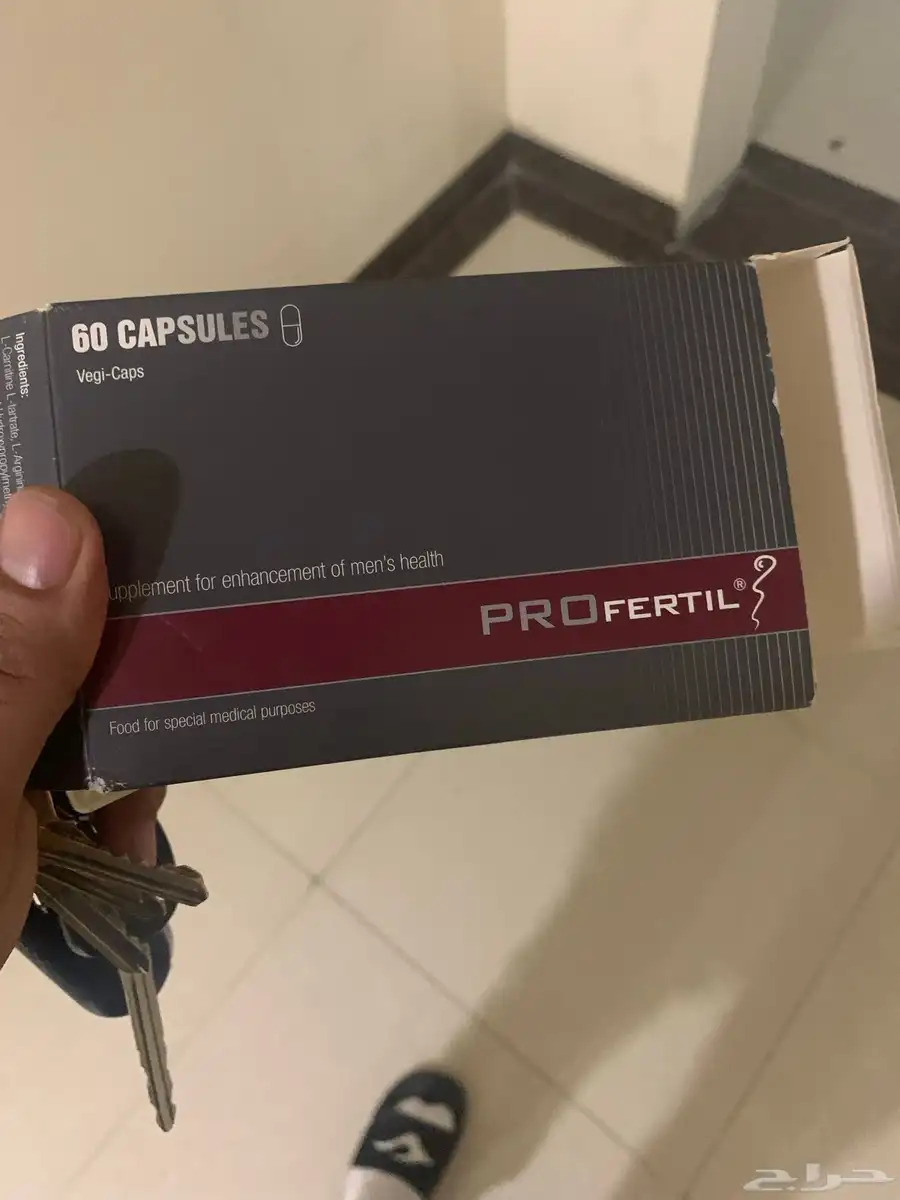 60 CAPSULES
Vegi-Caps
upplement for enhancement of men's health
PROFERTIL®
Food for special medical purposes
Ingredients:
L-Carnitine L-tartrate, L-Arginin
حراج